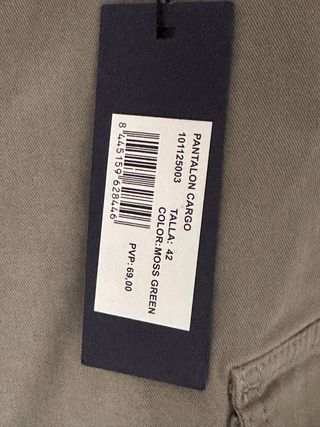 PANTALON CARGO
101125003
TALLA: 42
COLOR:MOSS GREEN
8 445159 628446
PVP: 69,00